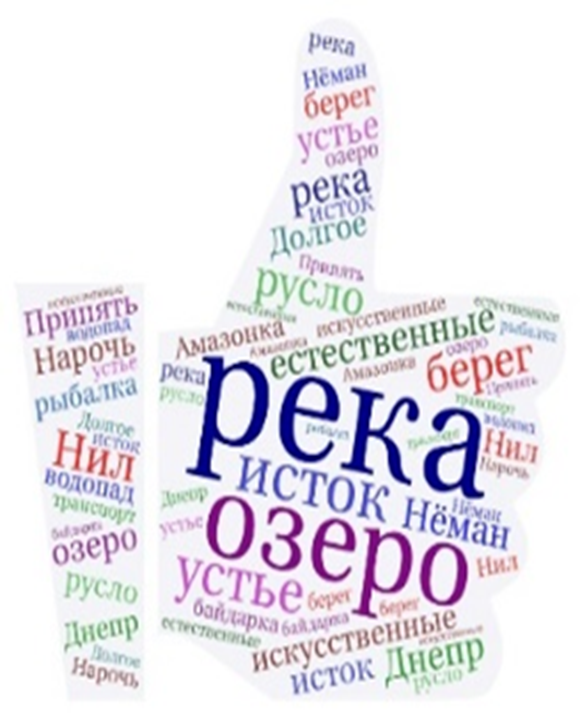 река
Нёман
берег
устье
озеро
река
исток
Долгое
Припять
русло
естественные
искусственные
Припять
водопад
Нарочь
устье
рыбалка
Долгое
исток
Нил
водопад
транспорт
байдарка
озеро
русло
Днепр
Долгое
Нарочь
Амазонка
искусственные
естественные
Амазонка
естественные
рыбалка
озеро
река
Амазонка
берег
Припять
русло
река
транспорт
водопад
рыбалка
транспорт
Нил
Нарочь
исток
Нёман
Нёман
Днепр
устье
озеро
Нил
устье
берег
берег
байдарка
байдарка
естественные
искусственные
искусственные
исток
Днепр
русло